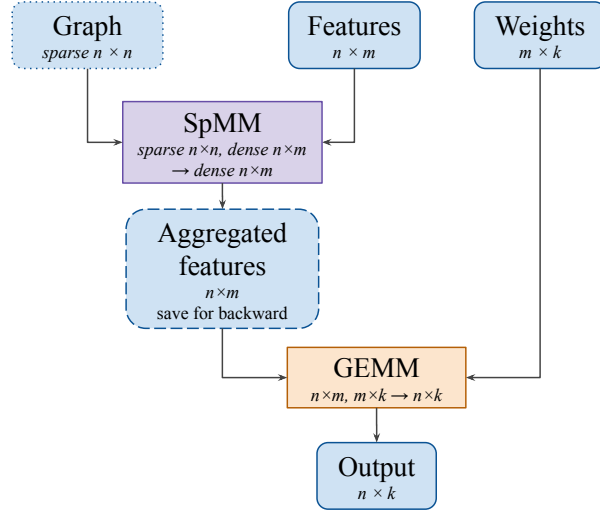 Graph
sparse n × n
Features
n × m
Weights
m × k
SpMM
sparse n×n, dense n×m
→ dense n×m
Aggregated
features
n×m
save for backward
GEMM
n×m, m×k → n×k
Output
n × k